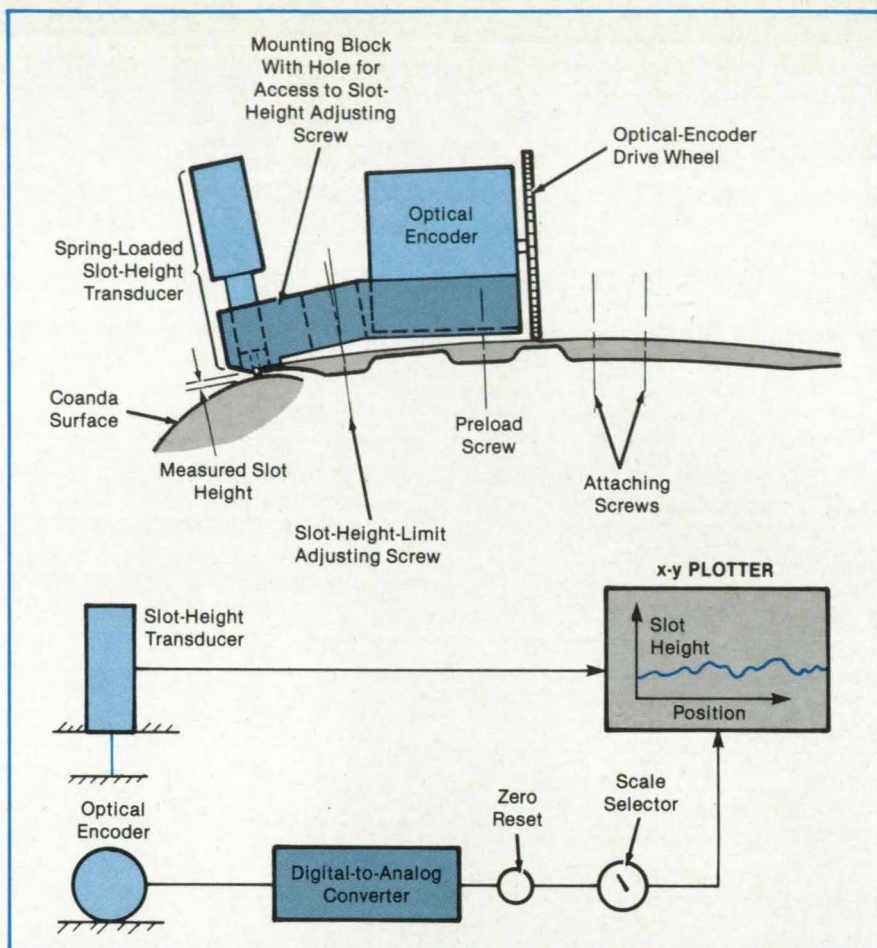 Mounting Block
With Hole for
Access to Slot-
Height Adjusting
Screw
Optical-Encoder
Drive Wheel
Optical
Encoder
Spring-Loaded
Slot-Height
Transducer
Coanda
Surface
Measured Slot
Height
Preload
Screw
Attaching
Screws
Slot-Height-Limit
Adjusting Screw
x-y PLOTTER
Slot-Height
Transducer
Slot
Height
Position
Optical
Encoder
Zero
Reset
Scale
Selector
Digital-to-Analog
Converter